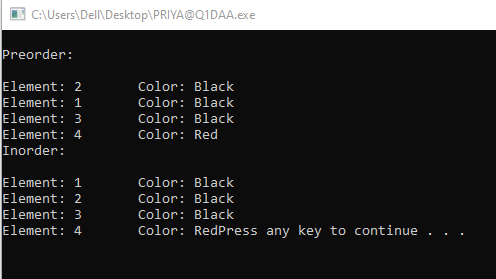 C:\Users\Dell\Desktop\PRIYA@Q1DAA.exe
Preorder:
Element: 2 Color: Black
Element: 1 Color: Black
Element: 3 Color: Black
Element: 4 Color: Red
Inorder:
Element: 1 Color: Black
Element: 2 Color: Black
Element: 3 Color: Black
Element: 4 Color: RedPress any key to continue . . .